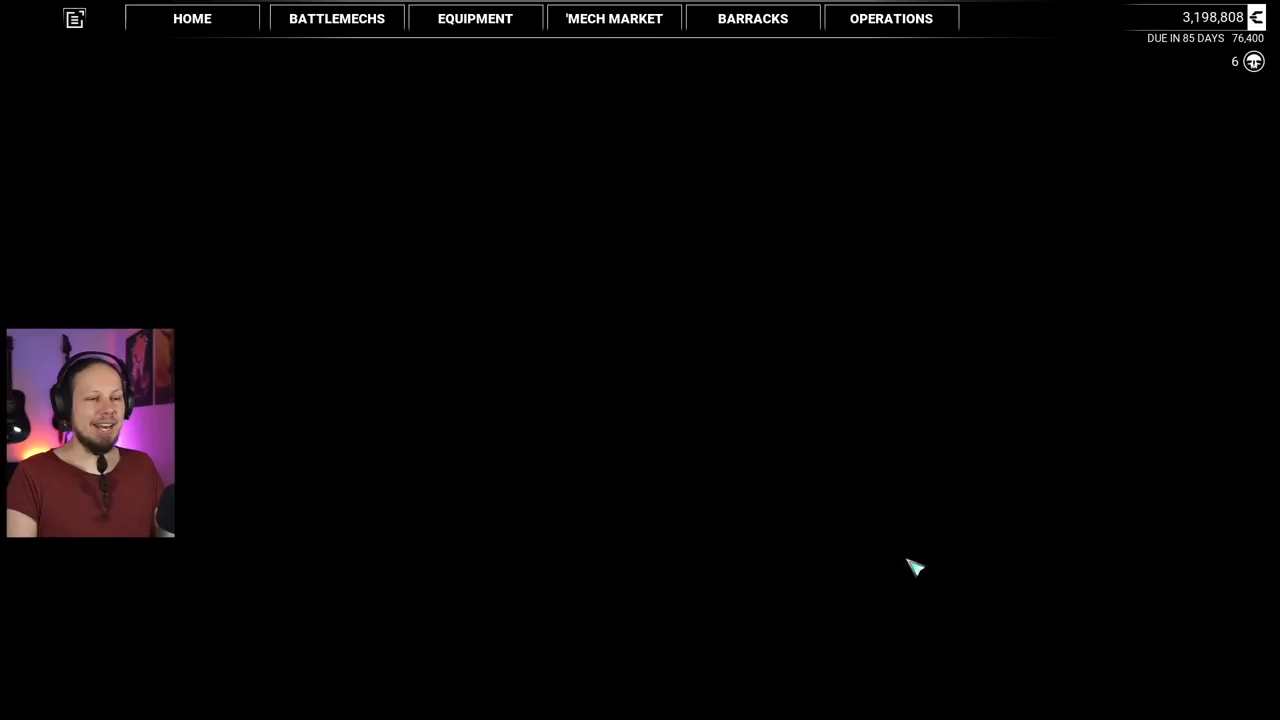 HOME
BATTLEMECHS
EQUIPMENT
'MECH MARKET
BARRACKS
OPERATIONS
3,198,808
DUE IN 85 DAYS 76,400
6